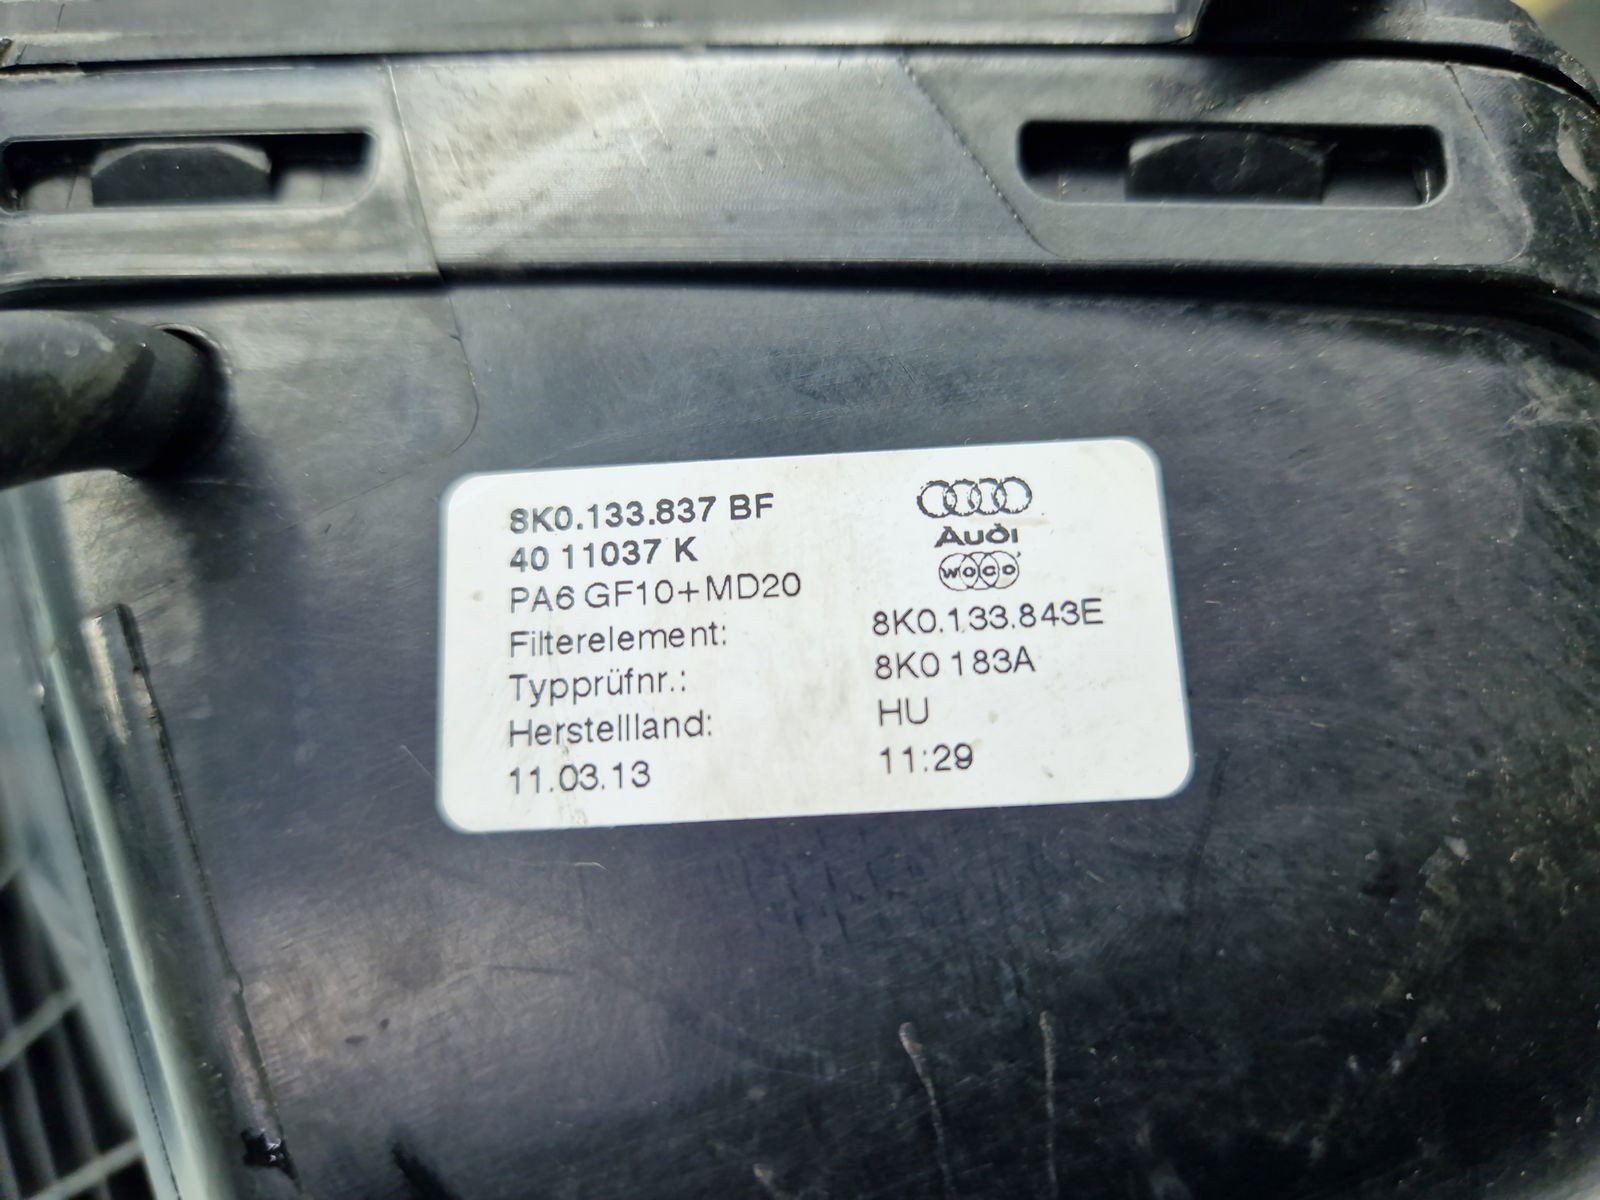 8K0.133.837 BF
40 11037 K
PA6 GF10+MD20
Audi
woco
Filterelement: 8K0.133.843E
Typprüfnr.: 8K0 183A
Herstellland: HU
11.03.13 11:29